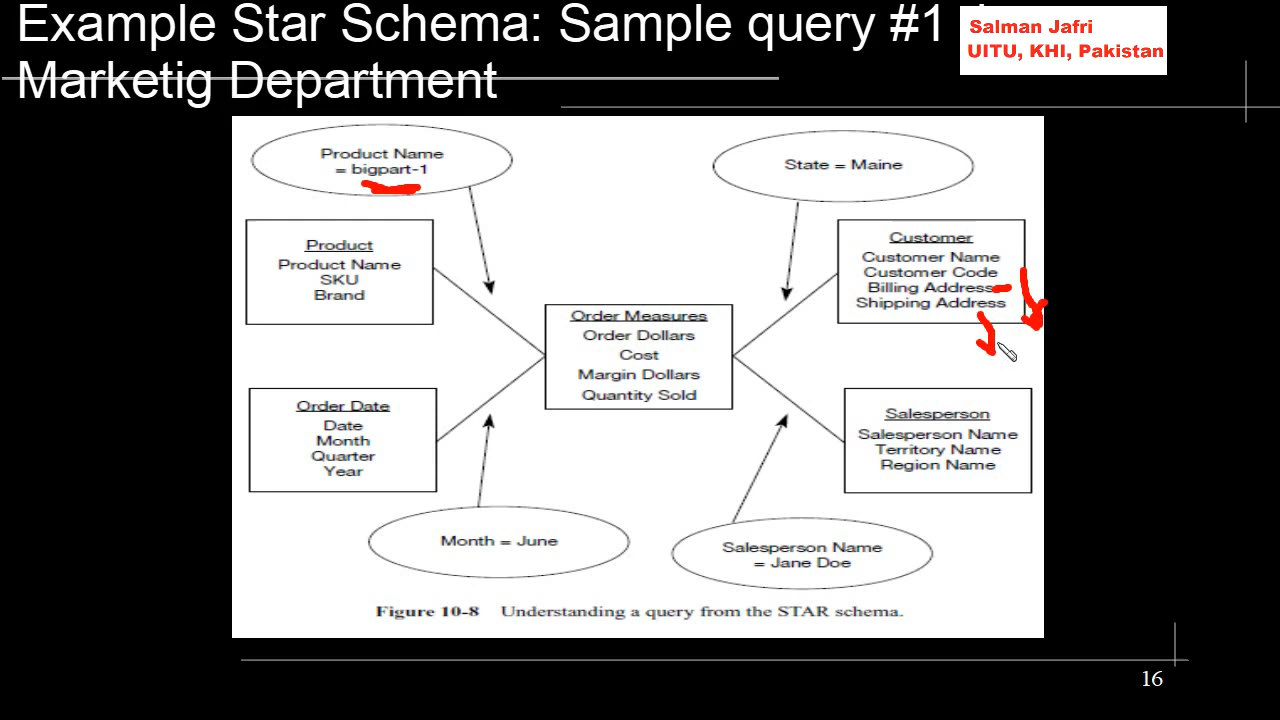 Example Star Schema: Sample query #1
Marketig Department
Salman Jafri
UITU, KHI, Pakistan
Product Name
= bigpart-1
State = Maine
Product
Product Name
SKU
Brand
Customer
Customer Name
Customer Code
Billing Address
Shipping Address
Order Measures
Order Dollars
Cost
Margin Dollars
Quantity Sold
Order Date
Date
Month
Quarter
Year
Salesperson
Salesperson Name
Territory Name
Region Name
Month = June
Salesperson Name
= Jane Doe
Figure 10-8 Understanding a query from the STAR schema.
16